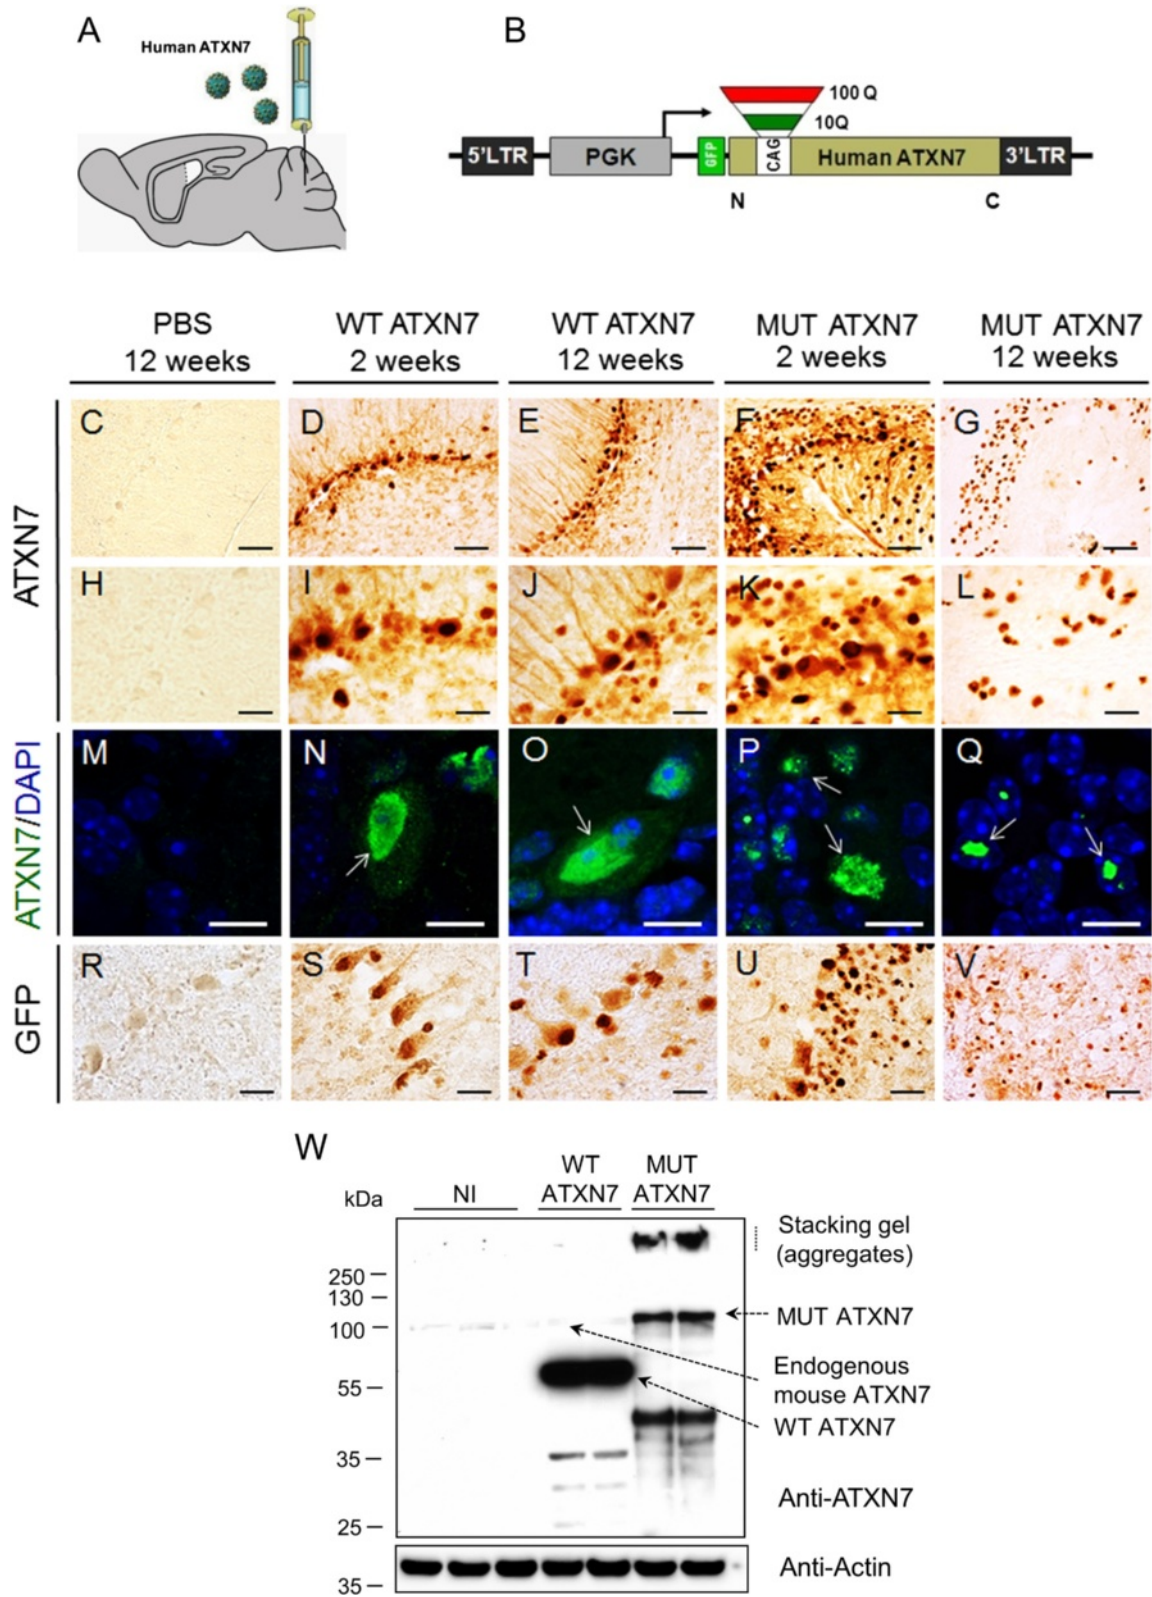 A
Human ATXN7
B
100 Q
10Q
5'LTR
PGK
GFP
CAG
Human ATXN7
3'LTR
N
C
PBS
12 weeks
WT ATXN7
2 weeks
WT ATXN7
12 weeks
MUT ATXN7
2 weeks
MUT ATXN7
12 weeks
ATXN7
C
D
E
F
G
H
I
J
K
L
ATXN7/DAPI
M
N
O
P
Q
GFP
R
S
T
U
V
W
kDa
NI
WT
ATXN7
MUT
ATXN7
250
130
100
55
35
25
35
Stacking gel
(aggregates)
MUT ATXN7
Endogenous
mouse ATXN7
WT ATXN7
Anti-ATXN7
Anti-Actin